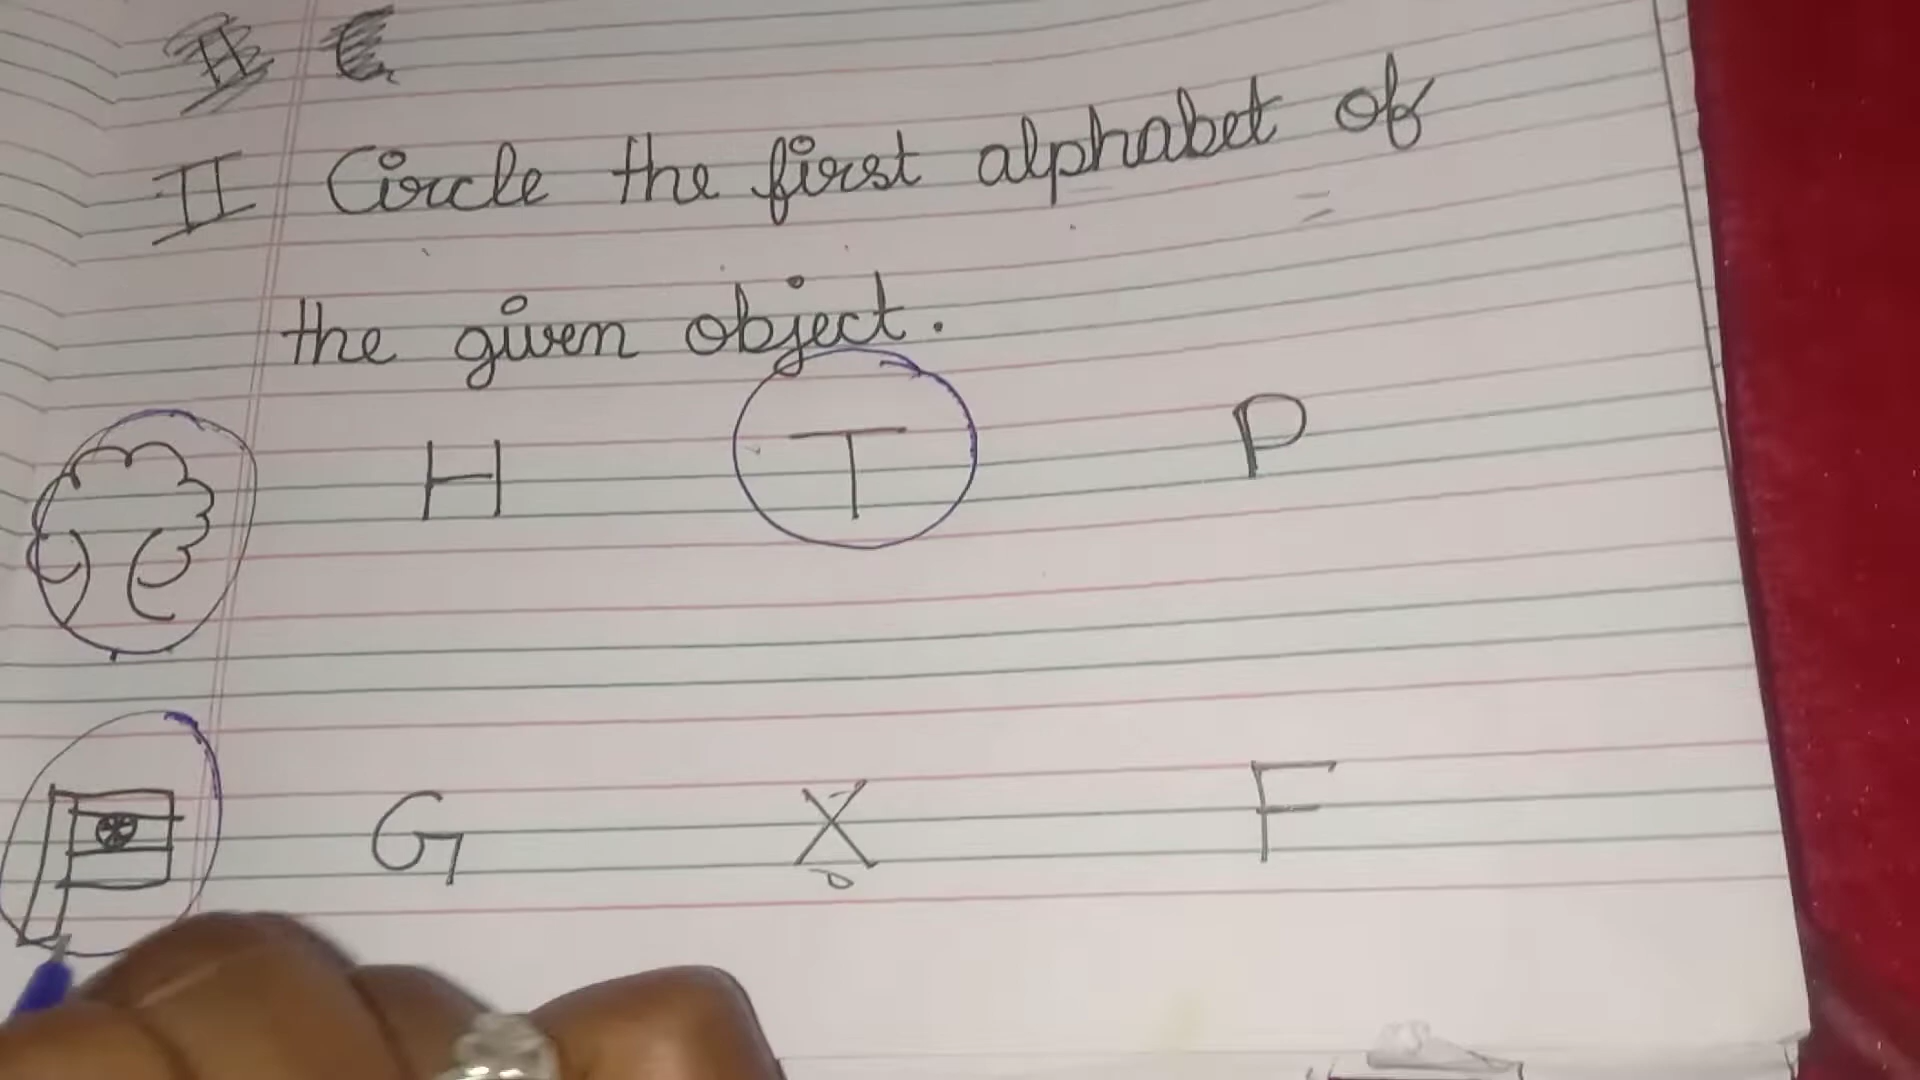 II Circle the first alphabet of
the given object.
H T P
G X F